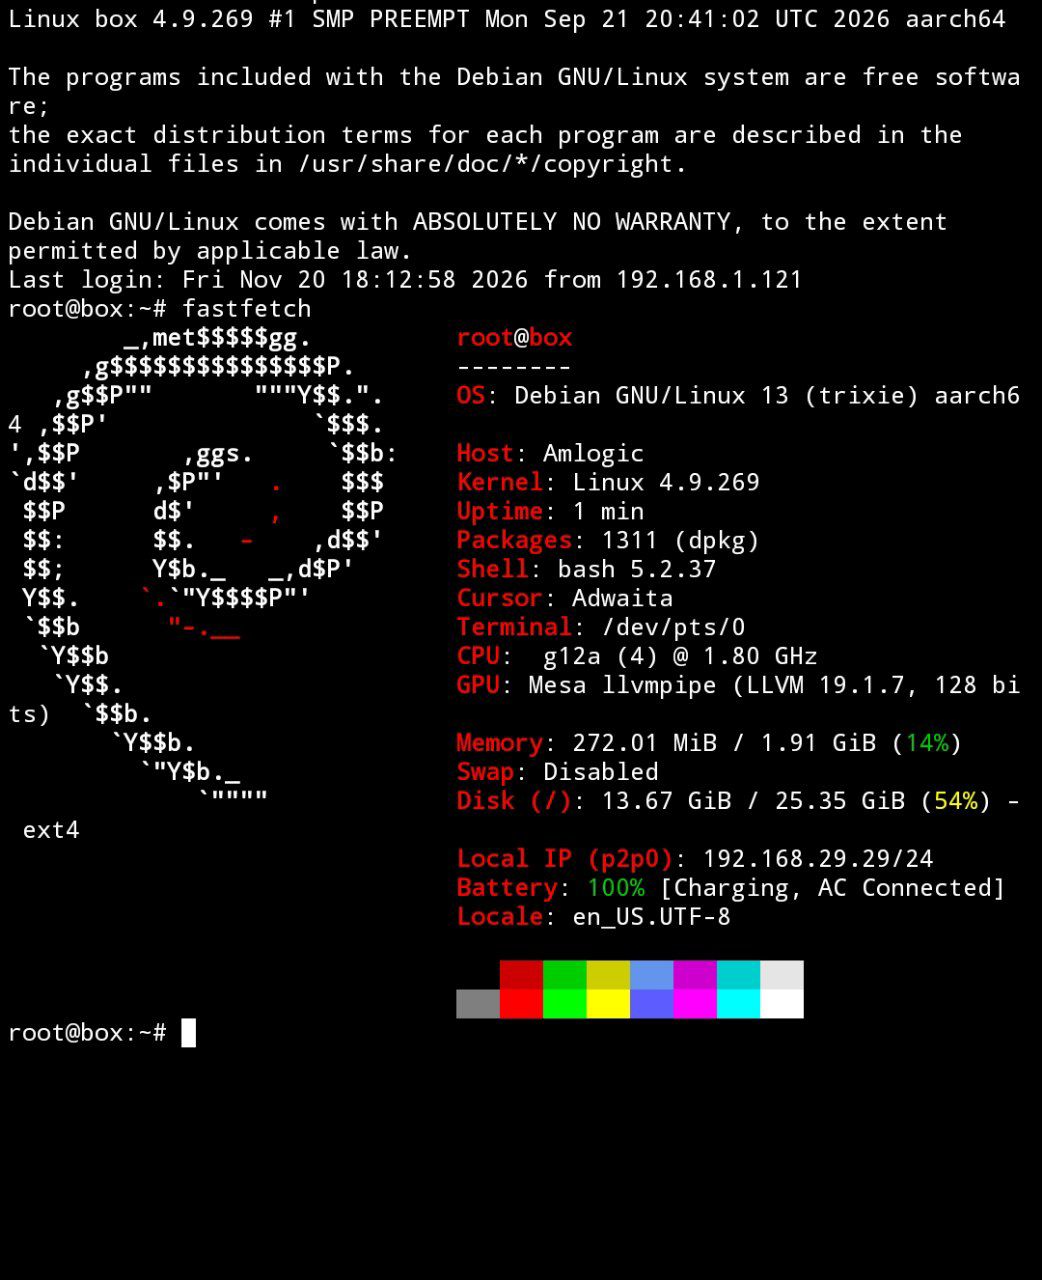 Linux box 4.9.269 #1 SMP PREEMPT Mon Sep 21 20:41:02 UTC 2026 aarch64
The programs included with the Debian GNU/Linux system are free softwa
re;
the exact distribution terms for each program are described in the
individual files in /usr/share/doc/*/copyright.
Debian GNU/Linux comes with ABSOLUTELY NO WARRANTY, to the extent
permitted by applicable law.
Last login: Fri Nov 20 18:12:58 2026 from 192.168.1.121
root@box:~# fastfetch
        _,met$$$$$gg.          root@box
     ,g$$$$$$$$$$$$$$$P.       --------
   ,g$$P""       """Y$$.".     OS: Debian GNU/Linux 13 (trixie) aarch6
4 ,$$P'              `$$$.
',$$P       ,ggs.     `$$b:    Host: Amlogic
`d$$'     ,$P"'   .    $$$     Kernel: Linux 4.9.269
 $$P      d$'     ,    $$P     Uptime: 1 min
 $$:      $$.   -    ,d$$'     Packages: 1311 (dpkg)
 $$;      Y$b._   _,d$P'       Shell: bash 5.2.37
 Y$$.    `.`"Y$$$$P"'          Cursor: Adwaita
 `$$b      "-.__               Terminal: /dev/pts/0
  `Y$$b                        CPU:  g12a (4) @ 1.80 GHz
   `Y$$.                       GPU: Mesa llvmpipe (LLVM 19.1.7, 128 bi
ts)  `$$b.
       `Y$$b.                  Memory: 272.01 MiB / 1.91 GiB (14%)
         `"Y$b._               Swap: Disabled
             `""""             Disk (/): 13.67 GiB / 25.35 GiB (54%) -
 ext4
                               Local IP (p2p0): 192.168.29.29/24
                               Battery: 100% [Charging, AC Connected]
                               Locale: en_US.UTF-8
root@box:~#